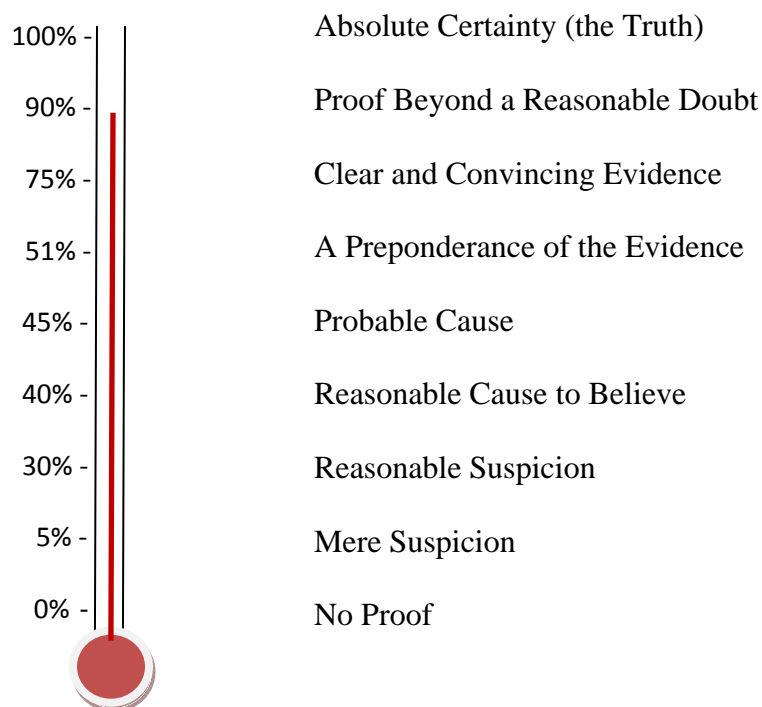 100% - Absolute Certainty (the Truth)
90% - Proof Beyond a Reasonable Doubt
75% - Clear and Convincing Evidence
51% - A Preponderance of the Evidence
45% - Probable Cause
40% - Reasonable Cause to Believe
30% - Reasonable Suspicion
5% - Mere Suspicion
0% - No Proof